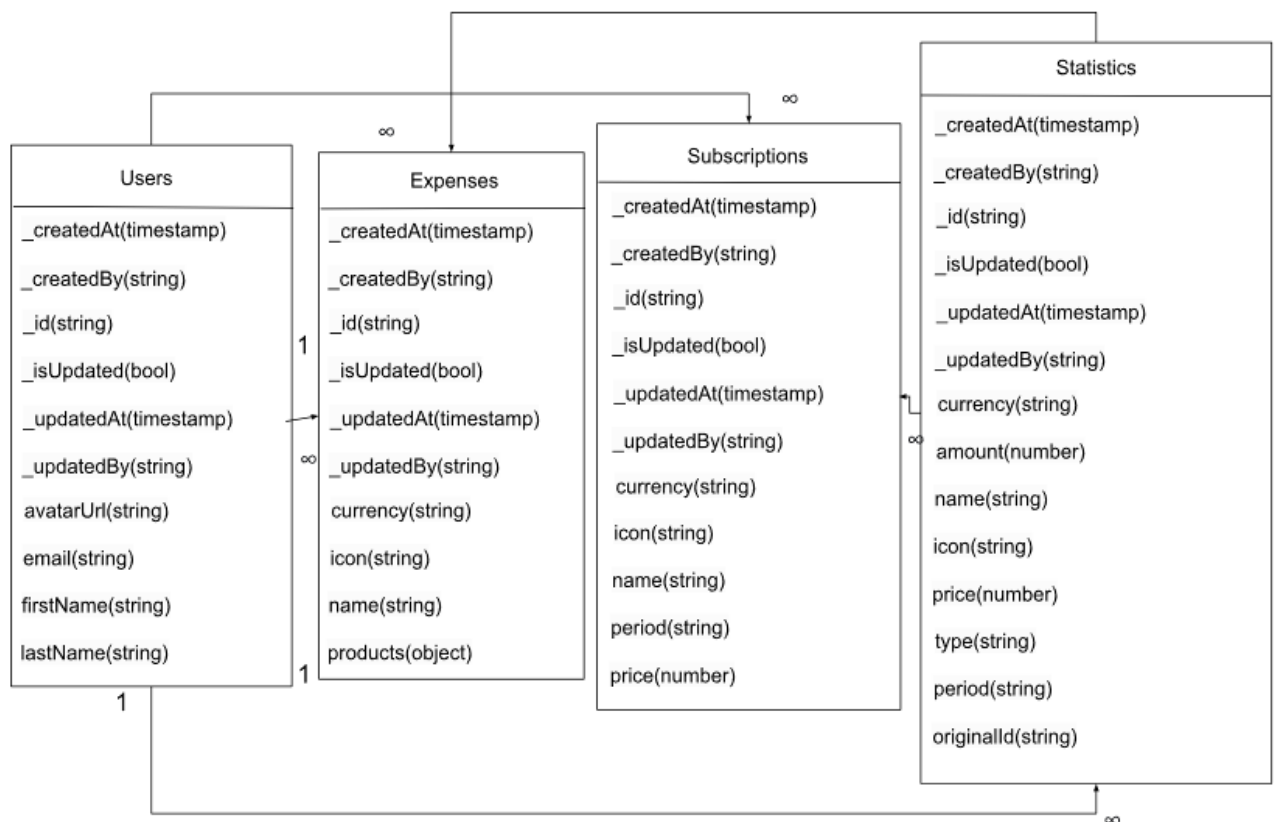 Users
_createdAt(timestamp)
_createdBy(string)
_id(string)
_isUpdated(bool)
_updatedAt(timestamp)
_updatedBy(string)
avatarUrl(string)
email(string)
firstName(string)
lastName(string)
1
1
∞
1
∞
Expenses
_createdAt(timestamp)
_createdBy(string)
_id(string)
_isUpdated(bool)
_updatedAt(timestamp)
_updatedBy(string)
currency(string)
icon(string)
name(string)
products(object)
∞
Subscriptions
_createdAt(timestamp)
_createdBy(string)
_id(string)
_isUpdated(bool)
_updatedAt(timestamp)
_updatedBy(string)
currency(string)
icon(string)
name(string)
period(string)
price(number)
∞
Statistics
_createdAt(timestamp)
_createdBy(string)
_id(string)
_isUpdated(bool)
_updatedAt(timestamp)
_updatedBy(string)
currency(string)
amount(number)
name(string)
icon(string)
price(number)
type(string)
period(string)
originalId(string)
∞